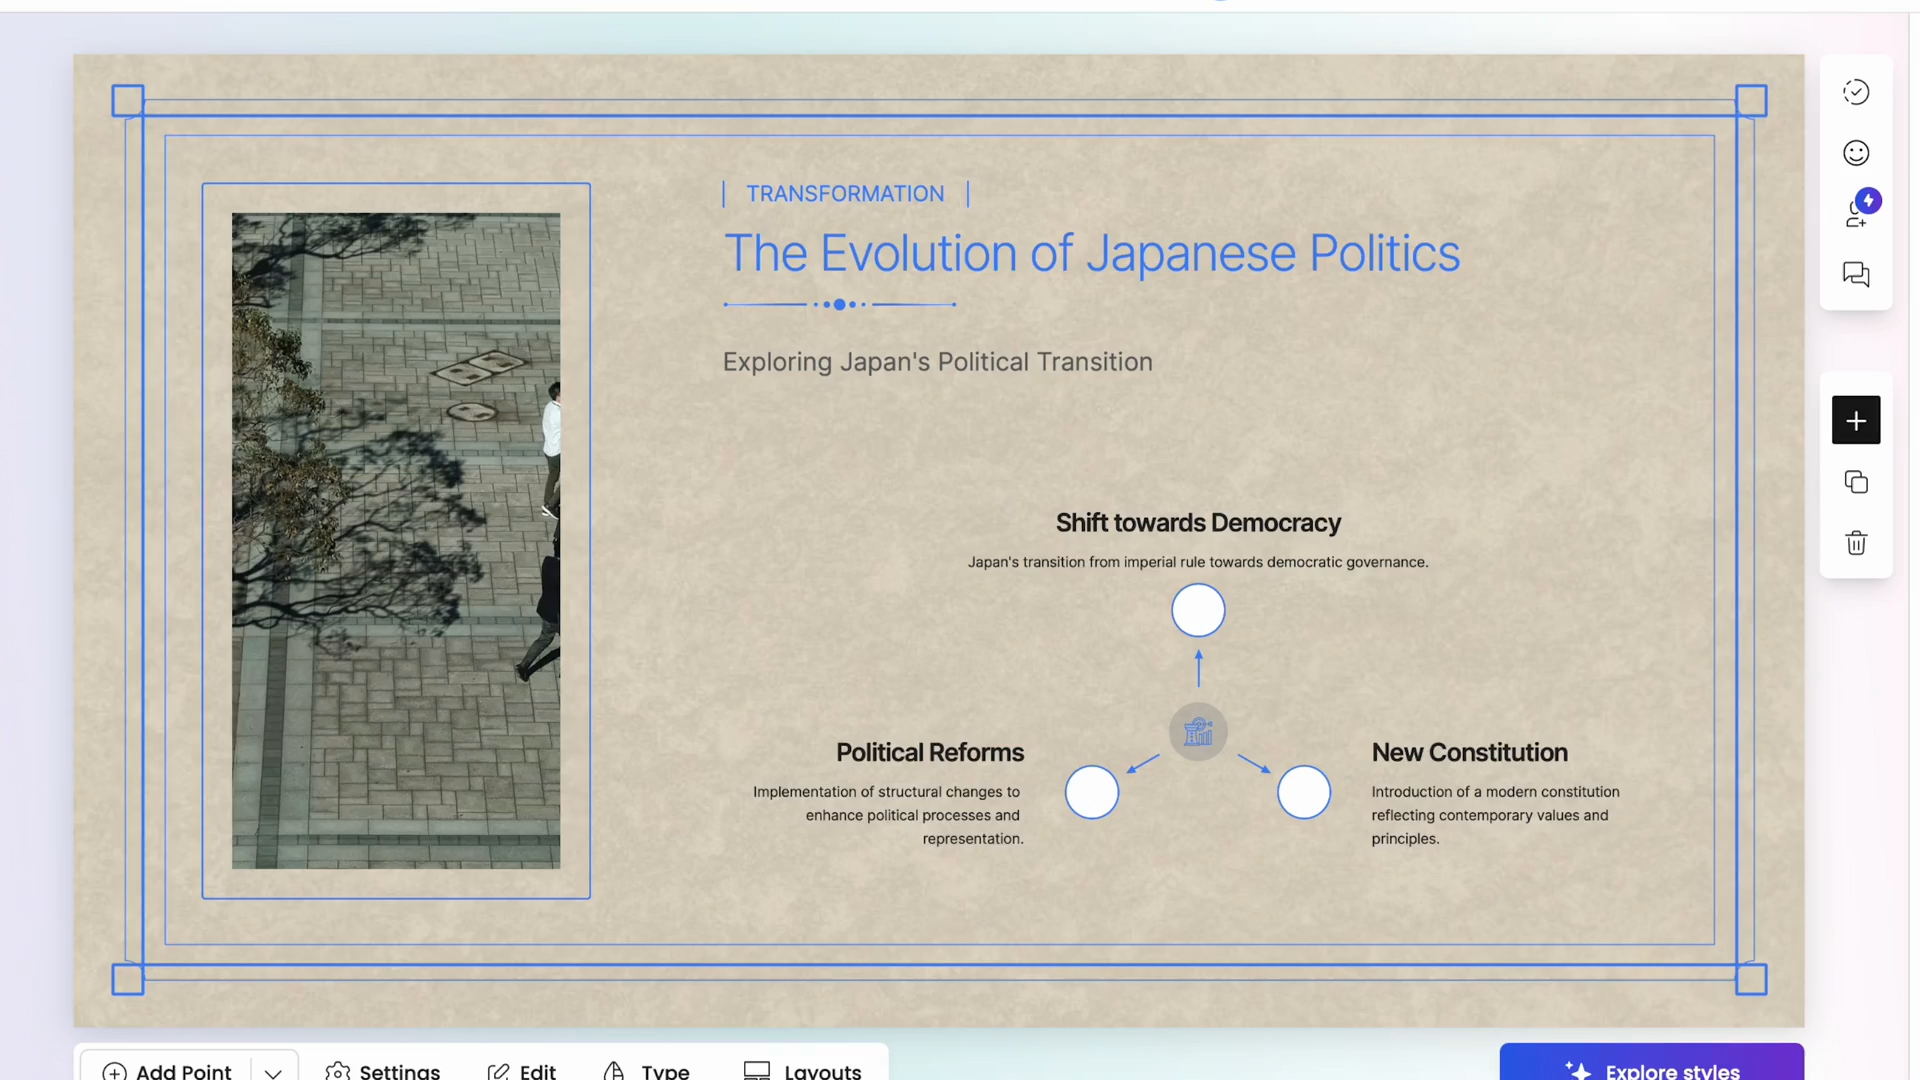 TRANSFORMATION
The Evolution of Japanese Politics
Exploring Japan's Political Transition
Shift towards Democracy
Japan's transition from imperial rule towards democratic governance.
Political Reforms
Implementation of structural changes to
enhance political processes and
representation.
New Constitution
Introduction of a modern constitution
reflecting contemporary values and
principles.
Add Point
Settings
Edit
Type
Layouts
Explore styles